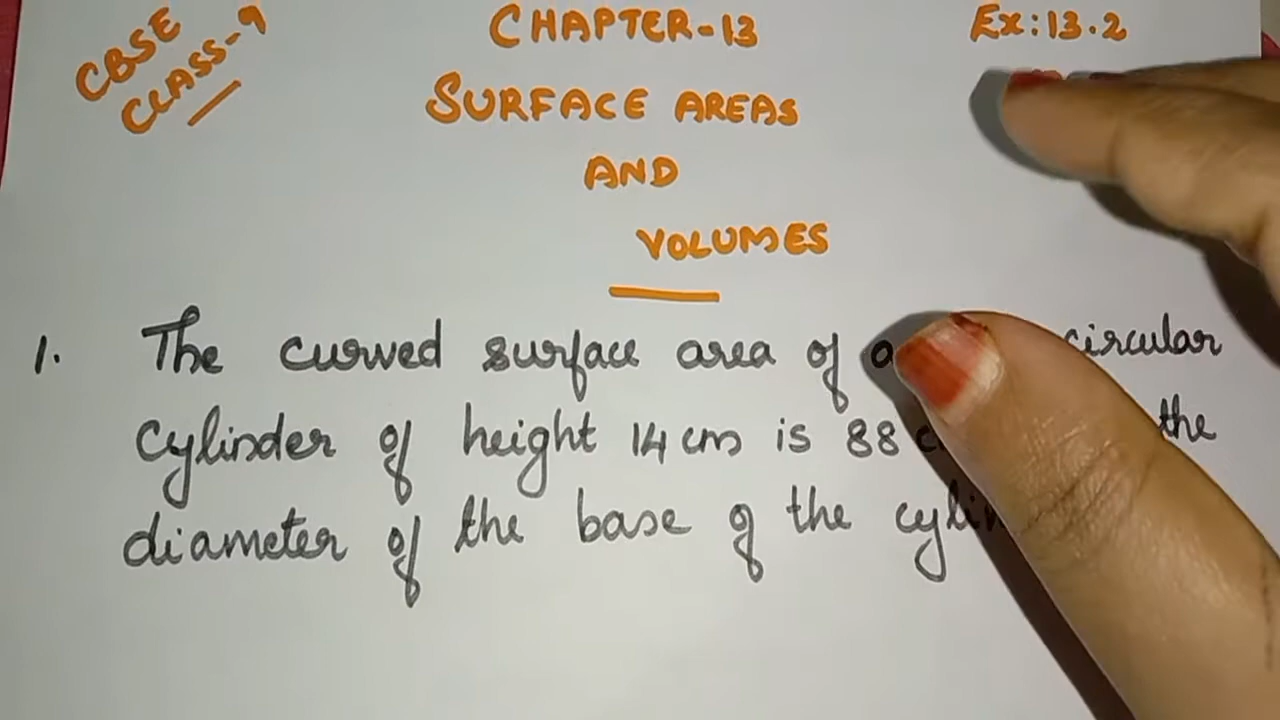 CBSE
CLASS-9
CHAPTER-13
Ex:13.2
SURFACE AREAS
AND
VOLUMES
1. The curved surface area of a circular
cylinder of height 14 cm is 88 the
diameter of the base of the